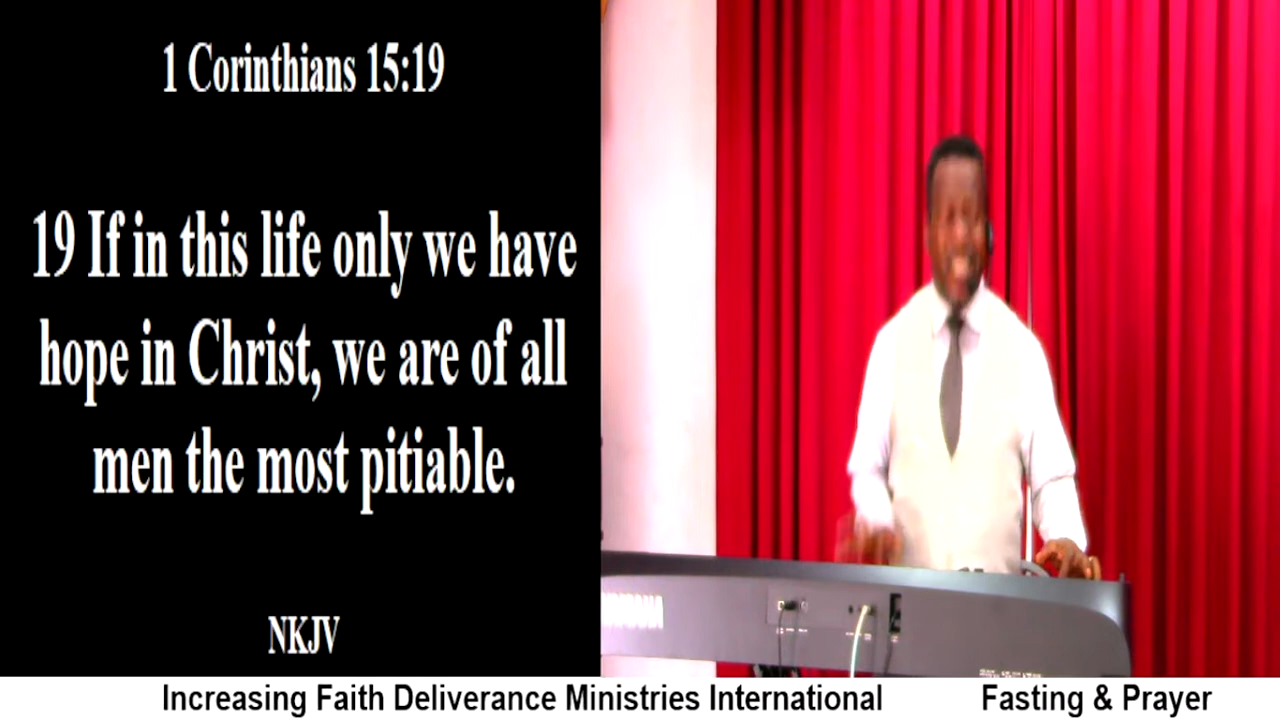 1 Corinthians 15:19
19 If in this life only we have
hope in Christ, we are of all
men the most pitiable.
NKJV
Increasing Faith Deliverance Ministries International
Fasting & Prayer